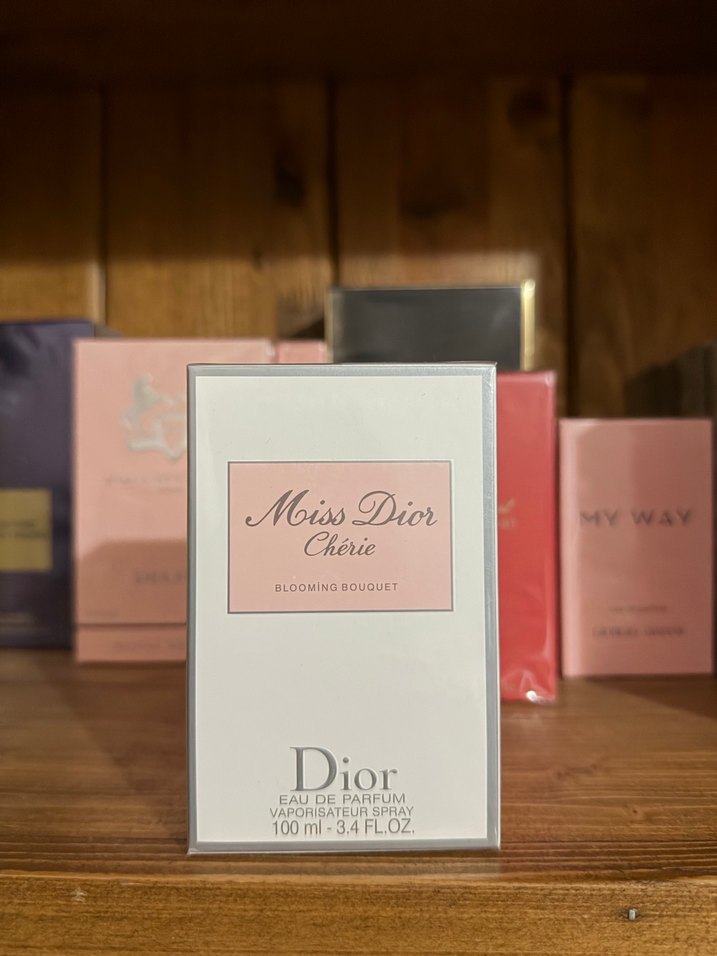 Miss Dior
Chérie
BLOOMİNG BOUQUET
Dior
EAU DE PARFUM
VAPORISATEUR SPRAY
100 ml - 3.4 FL.OZ.
MY WAY